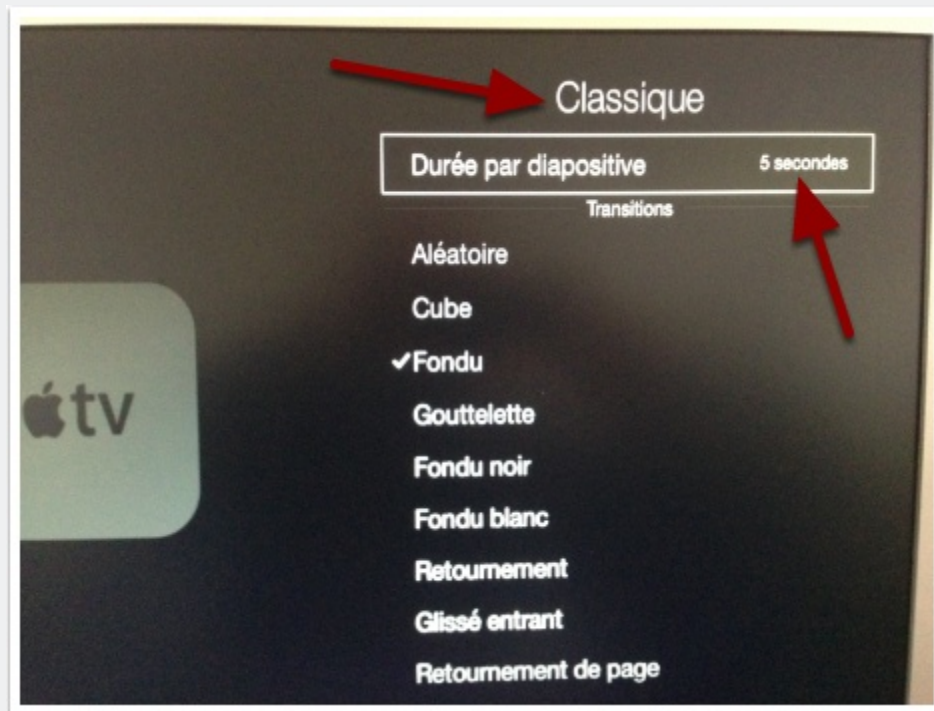 Classique
Durée par diapositive 5 secondes
Transitions
Aléatoire
Cube
✓Fondu
tv
Gouttelette
Fondu noir
Fondu blanc
Retournement
Glissé entrant
Retournement de page